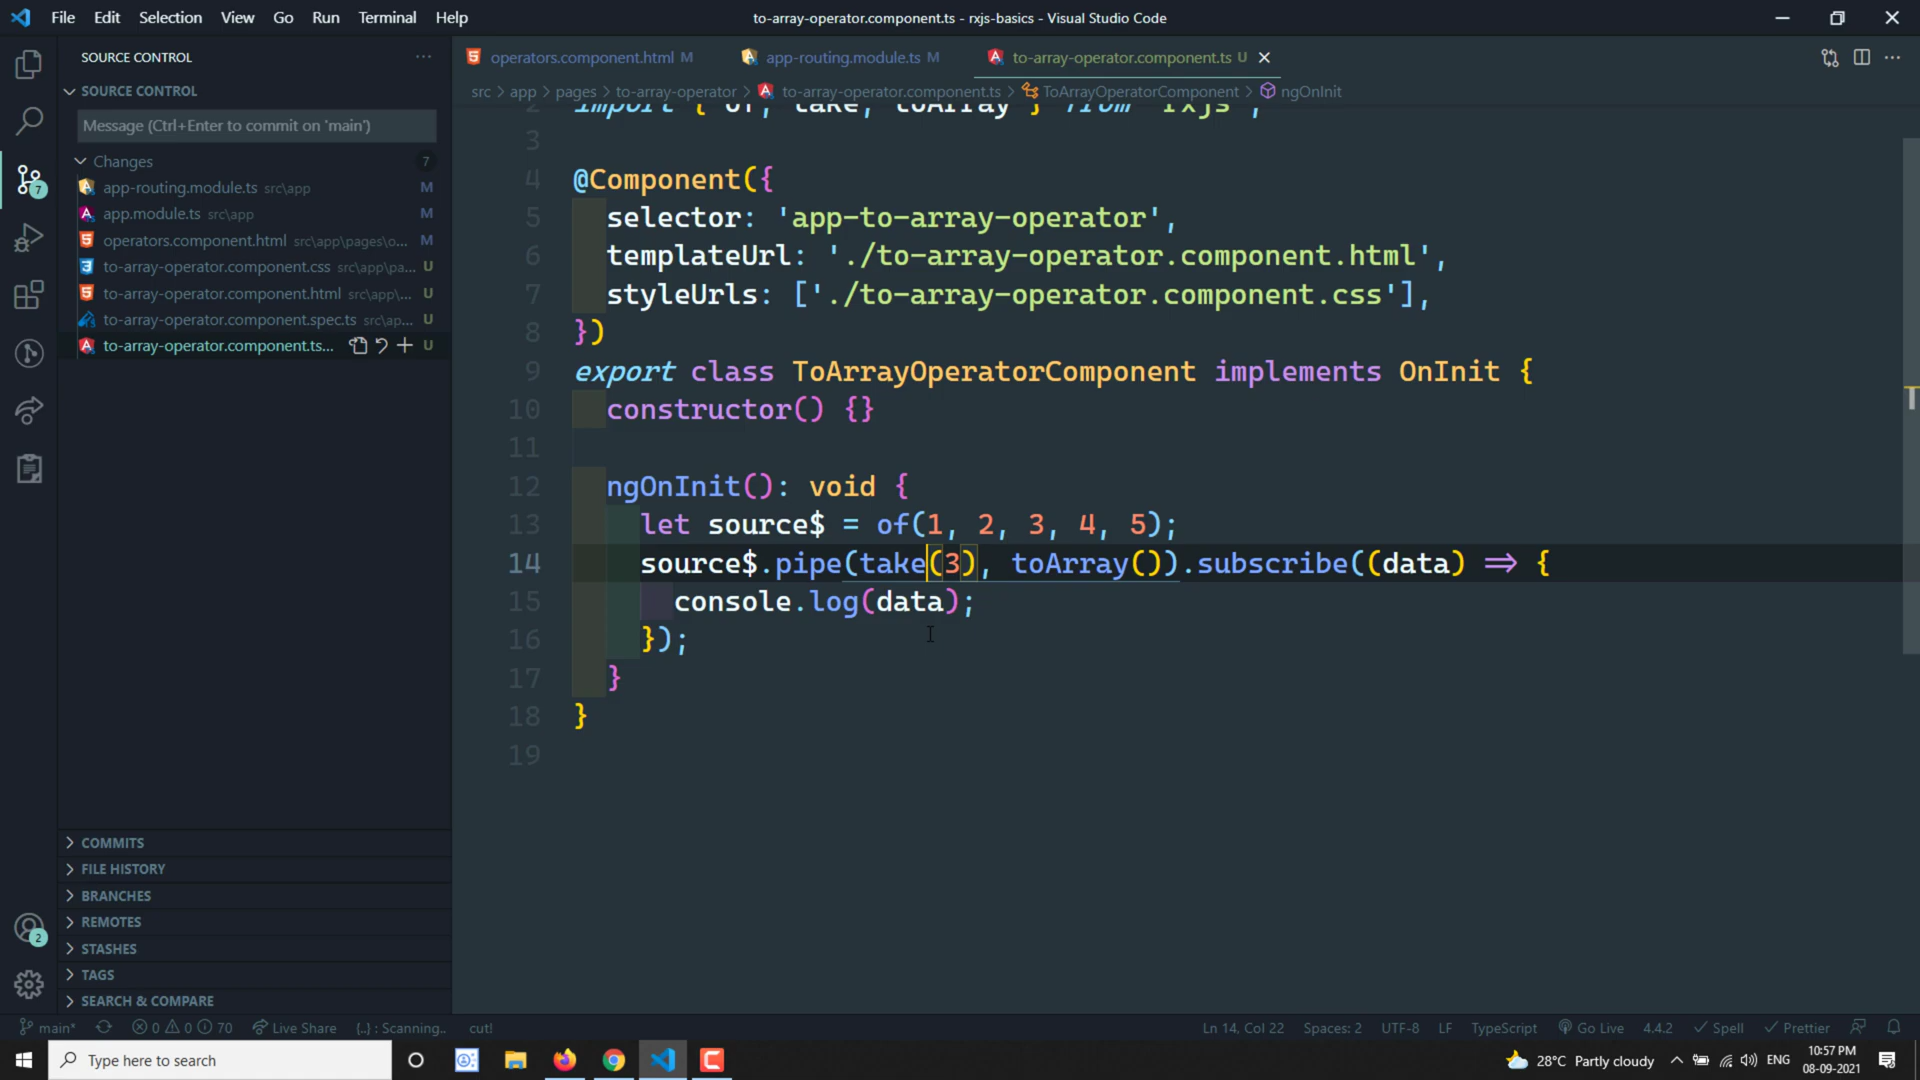 File Edit Selection View Go Run Terminal Help
to-array-operator.component.ts - rxjs-basics - Visual Studio Code
SOURCE CONTROL
operators.component.html M
app-routing.module.ts M
to-array-operator.component.ts U
SOURCE CONTROL
src > app > pages > to-array-operator > to-array-operator.component.ts > ToArrayOperatorComponent > ngOnInit
Message (Ctrl+Enter to commit on 'main')
Changes 7
app-routing.module.ts src\app M
app.module.ts src\app M
operators.component.html src\app\pages\o... M
to-array-operator.component.css src\app\pa... U
to-array-operator.component.html src\app\... U
to-array-operator.component.spec.ts src\ap... U
to-array-operator.component.ts... U
7
2
2 import { of, take, toArray } from 'rxjs';
3
4 @Component({
5 selector: 'app-to-array-operator',
6 templateUrl: './to-array-operator.component.html',
7 styleUrls: ['./to-array-operator.component.css'],
8 })
9 export class ToArrayOperatorComponent implements OnInit {
10 constructor() {}
11
12 ngOnInit(): void {
13 let source$ = of(1, 2, 3, 4, 5);
14 source$.pipe(take(3), toArray()).subscribe((data) => {
15 console.log(data);
16 });
17 }
18 }
19
COMMITS
FILE HISTORY
BRANCHES
REMOTES
STASHES
TAGS
SEARCH & COMPARE
main* 0 0 70 Live Share {..} : Scanning.. cut! Ln 14, Col 22 Spaces: 2 UTF-8 LF TypeScript Go Live 4.4.2 Spell Prettier
Type here to search
28°C Partly cloudy
ENG
10:57 PM
08-09-2021